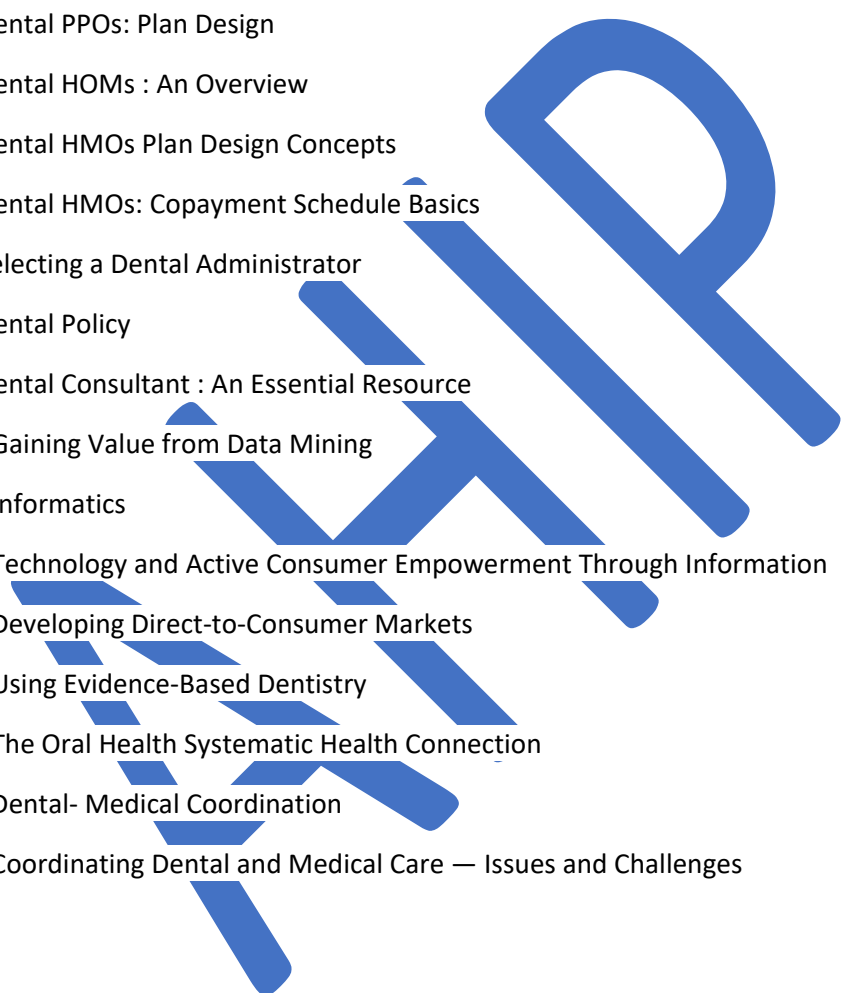 ental PPOs: Plan Design
ental HOMs : An Overview
ental HMOs Plan Design Concepts
ental HMOs: Copayment Schedule Basics
electing a Dental Administrator
ental Policy
ental Consultant : An Essential Resource
Gaining Value from Data Mining
nformatics
Technology and Active Consumer Empowerment Through Information
Developing Direct-to-Consumer Markets
Using Evidence-Based Dentistry
The Oral Health Systematic Health Connection
Dental- Medical Coordination
Coordinating Dental and Medical Care — Issues and Challenges
AHIP